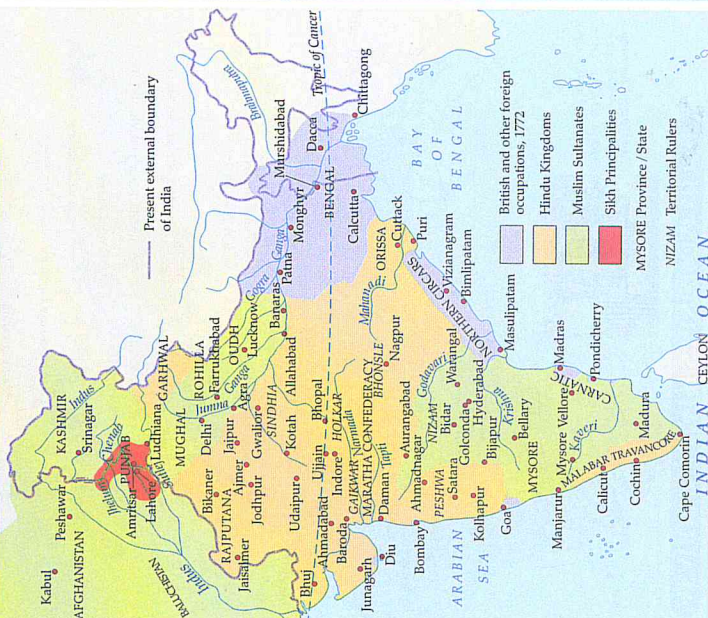 Present external boundary
of India
Kabul
Peshawar
AFGHANISTAN
BALUCHISTAN
KASHMIR
Srinagar
Indus
Chenab
Jhelum
PUNJAB
Amritsar
Lahore
Sutlej
Ludhiana
GARHWAL
Indus
MUGHAL
Delhi
ROHILLA
Farrukhabad
OUDH
Lucknow
Jumna
Ganga
Agra
Bikaner
RAJPUTANA
Jaisalmer
Ajmer
Jaipur
Jodhpur
Gwalior
SINDHIA
Kotah
Udaipur
Allahabad
Banaras
Gogra
Patna
Ganga
Monghyr
Murshidabad
Brahmaputra
Dacca
BENGAL
Tropic of Cancer
Chittagong
Calcutta
Bhuj
Ahmadabad
Ujjain
Bhopal
Indore
HOLKAR
Baroda
GAIKWAR
Narmada
Junagarh
Diu
Daman
Tapti
MARATHA CONFEDERACY
BHONSLE
Nagpur
Mahanadi
ORISSA
Cuttack
Puri
Bombay
Ahmadnagar
Aurangabad
Godavari
PESHWA
Satara
NIZAM
Bidar
Warangal
Golconda
Hyderabad
NORTHERN CIRCARS
Vizianagram
Bimlipatam
Masulipatam
Kolhapur
Bijapur
Krisna
Goa
Bellary
MYSORE
Manjarur
Mysore
Vellore
Madras
CARNATIC
Pondicherry
Kaveri
MALABAR
TRAVANCORE
Calicut
Cochin
Madura
Cape Comorin
CEYLON
ARABIAN
SEA
BAY
OF
BENGAL
INDIAN OCEAN
British and other foreign
occupations, 1772
Hindu Kingdoms
Muslim Sultanates
Sikh Principalities
MYSORE Province / State
NIZAM Territorial Rulers